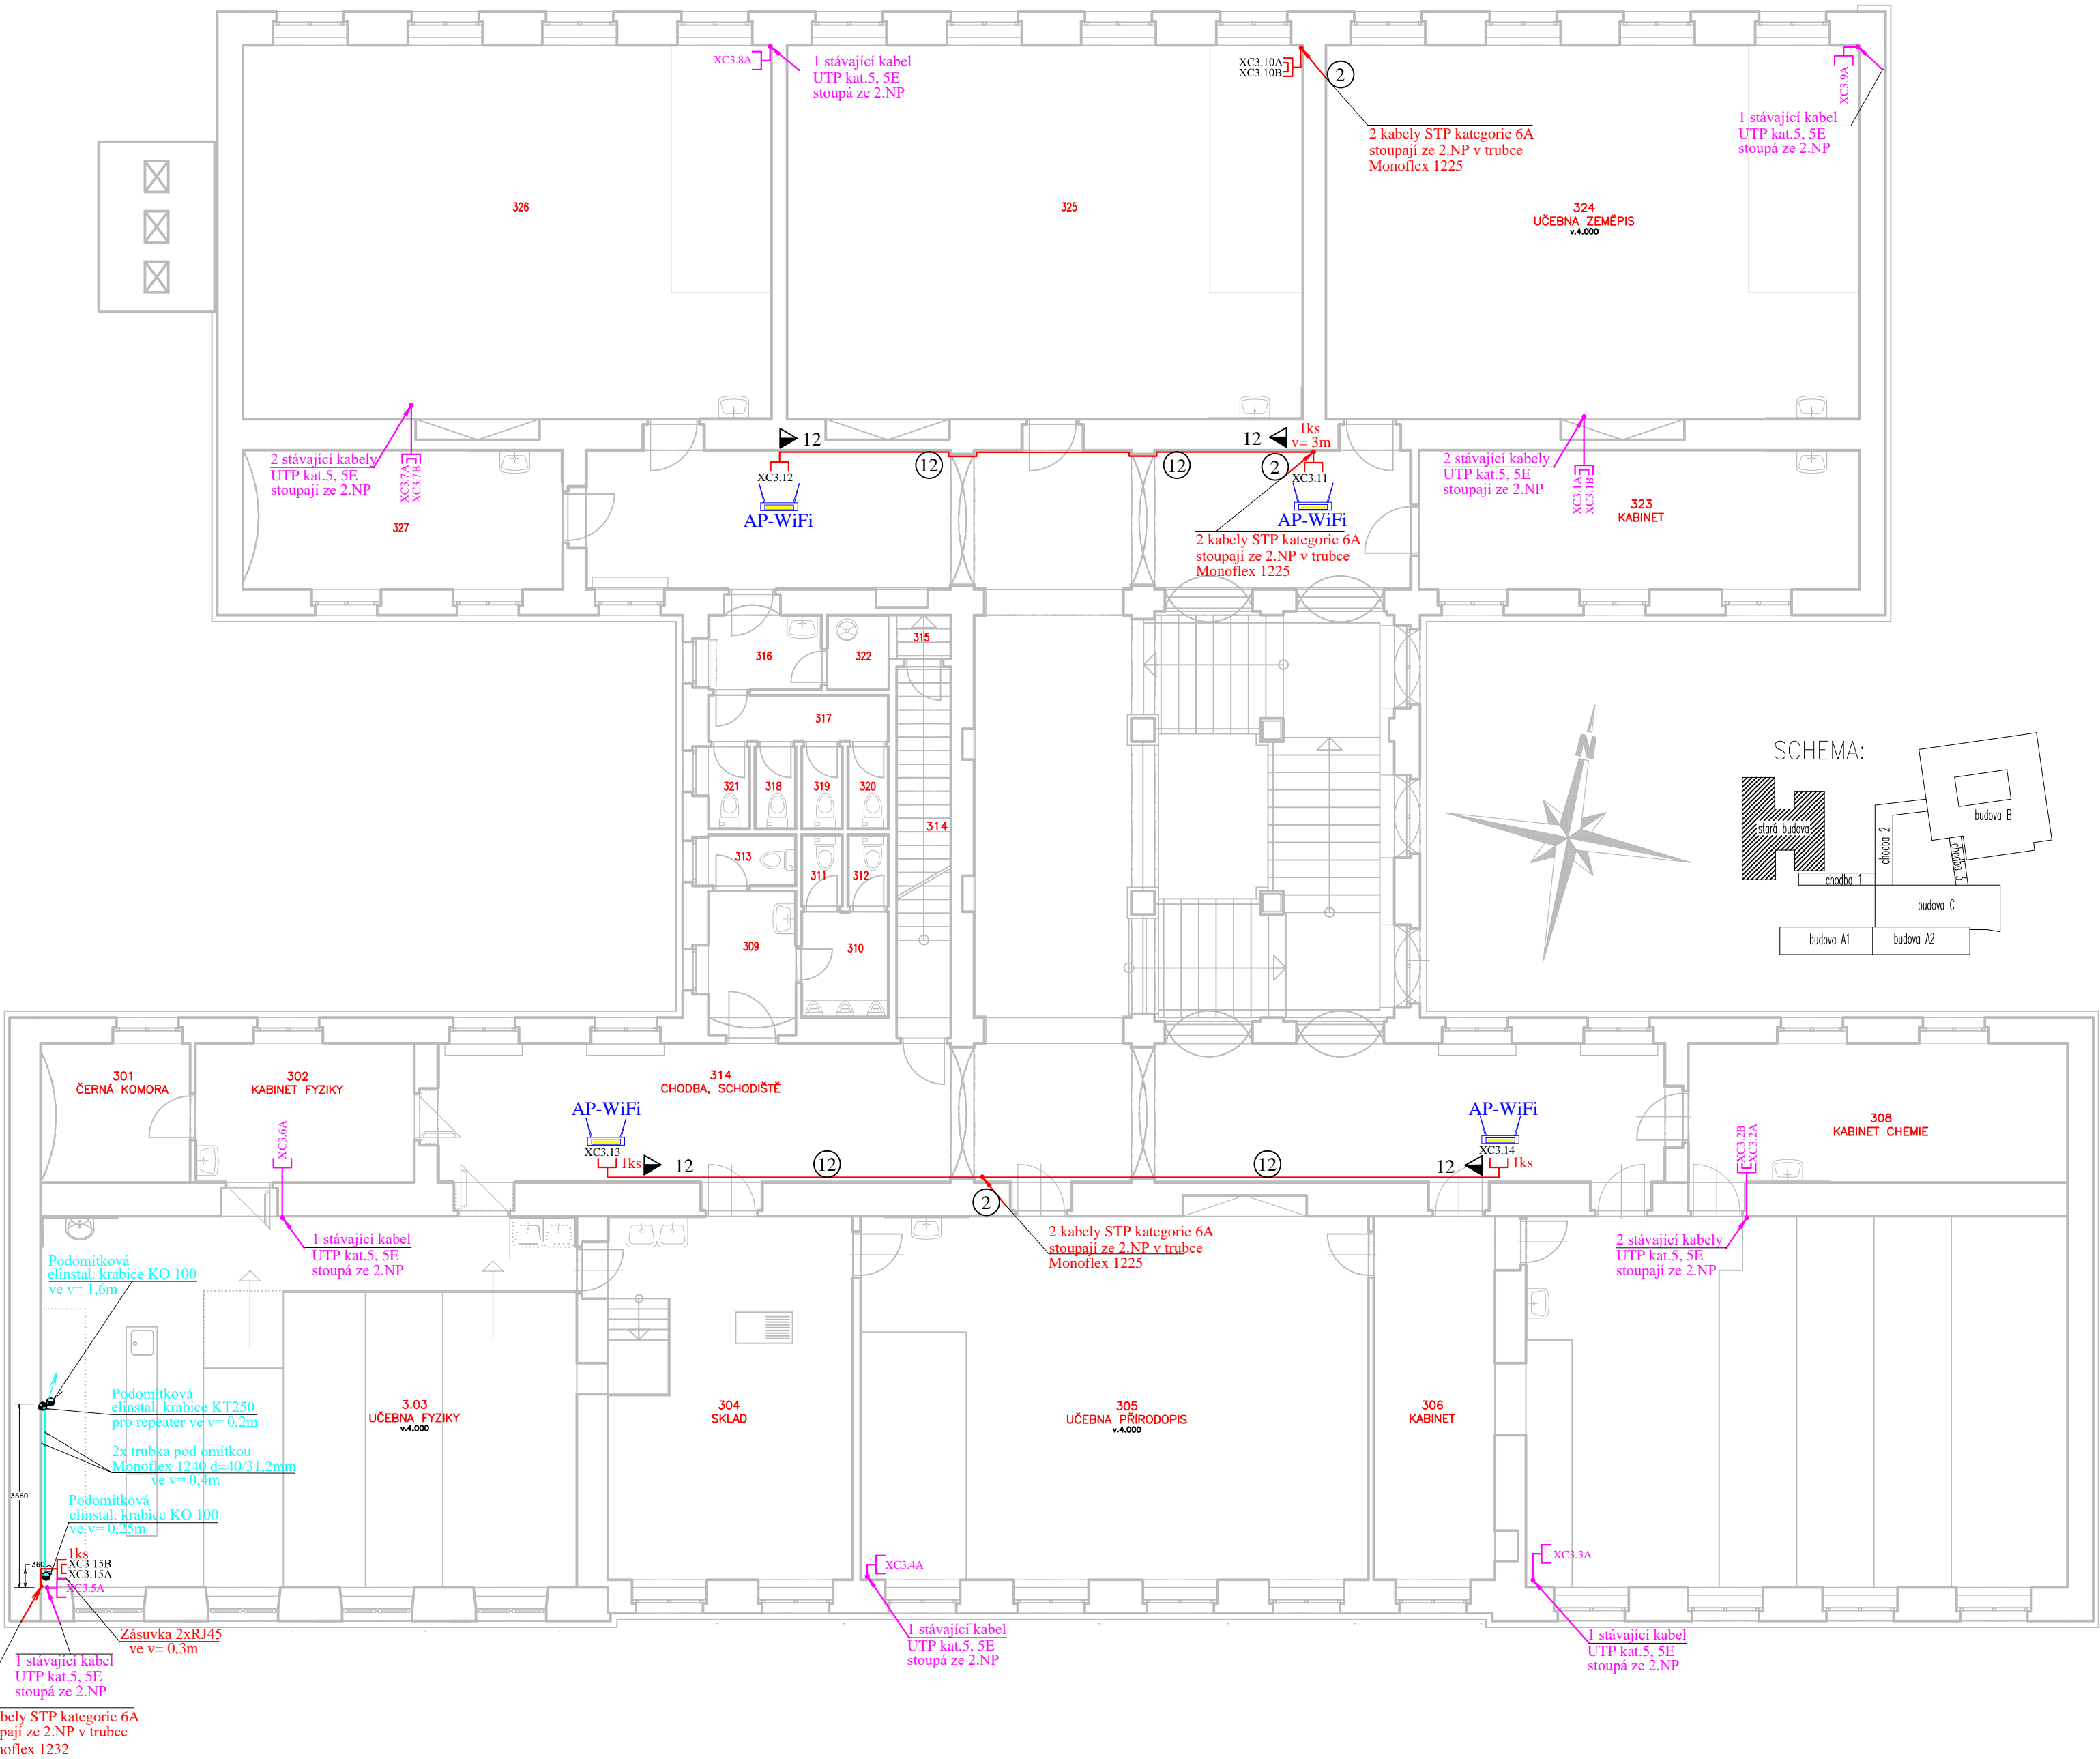 XC3.8A
1 stávající kabel
UTP kat.5, 5E
stoupá ze 2.NP
XC3.10A
XC3.10B
2
2 kabely STP kategorie 6A
stoupají ze 2.NP v trubce
Monoflex 1225
XC3.9A
1 stávající kabel
UTP kat.5, 5E
stoupá ze 2.NP
326
325
324
UČEBNA ZEMĚPIS
v.4.000
2 stávající kabely
UTP kat.5, 5E
stoupají ze 2.NP
XC3.7A
XC3.7B
327
12
12
XC3.12
AP-WiFi
12
1ks
v= 3m
12
2
XC3.11
AP-WiFi
2 kabely STP kategorie 6A
stoupají ze 2.NP v trubce
Monoflex 1225
2 stávající kabely
UTP kat.5, 5E
stoupají ze 2.NP
XC3.1A
XC3.1B
323
KABINET
316
322
315
317
321
318
319
320
314
313
311
312
309
310
N
SCHEMA:
stará budova
chodba 1
chodba 2
chodba 3
budova B
budova C
budova A1
budova A2
301
ČERNÁ KOMORA
302
KABINET FYZIKY
XC3.6A
314
CHODBA, SCHODIŠTĚ
AP-WiFi
XC3.13
1ks
12
12
2
12
12
AP-WiFi
XC3.14
1ks
308
KABINET CHEMIE
XC3.2B
XC3.2A
1 stávající kabel
UTP kat.5, 5E
stoupá ze 2.NP
2 kabely STP kategorie 6A
stoupají ze 2.NP v trubce
Monoflex 1225
2 stávající kabely
UTP kat.5, 5E
stoupají ze 2.NP
Podomítková
elinstal. krabice KO 100
ve v= 1,6m
Podomítková
elinstal. krabice KT250
pro repeater ve v= 0,2m
2x trubka pod omítkou
Monoflex 1240 d=40/31,2mm
ve v= 0,4m
3560
Podomítková
elinstal. krabice KO 100
ve v= 0,25m
360
1ks
XC3.15B
XC3.15A
XC3.5A
3.03
UČEBNA FYZIKY
v.4.000
304
SKLAD
305
UČEBNA PŘÍRODOPIS
v.4.000
306
KABINET
XC3.4A
XC3.3A
Zásuvka 2xRJ45
ve v= 0,3m
1 stávající kabel
UTP kat.5, 5E
stoupá ze 2.NP
1 stávající kabel
UTP kat.5, 5E
stoupá ze 2.NP
1 stávající kabel
UTP kat.5, 5E
stoupá ze 2.NP
bely STP kategorie 6A
pají ze 2.NP v trubce
noflex 1232